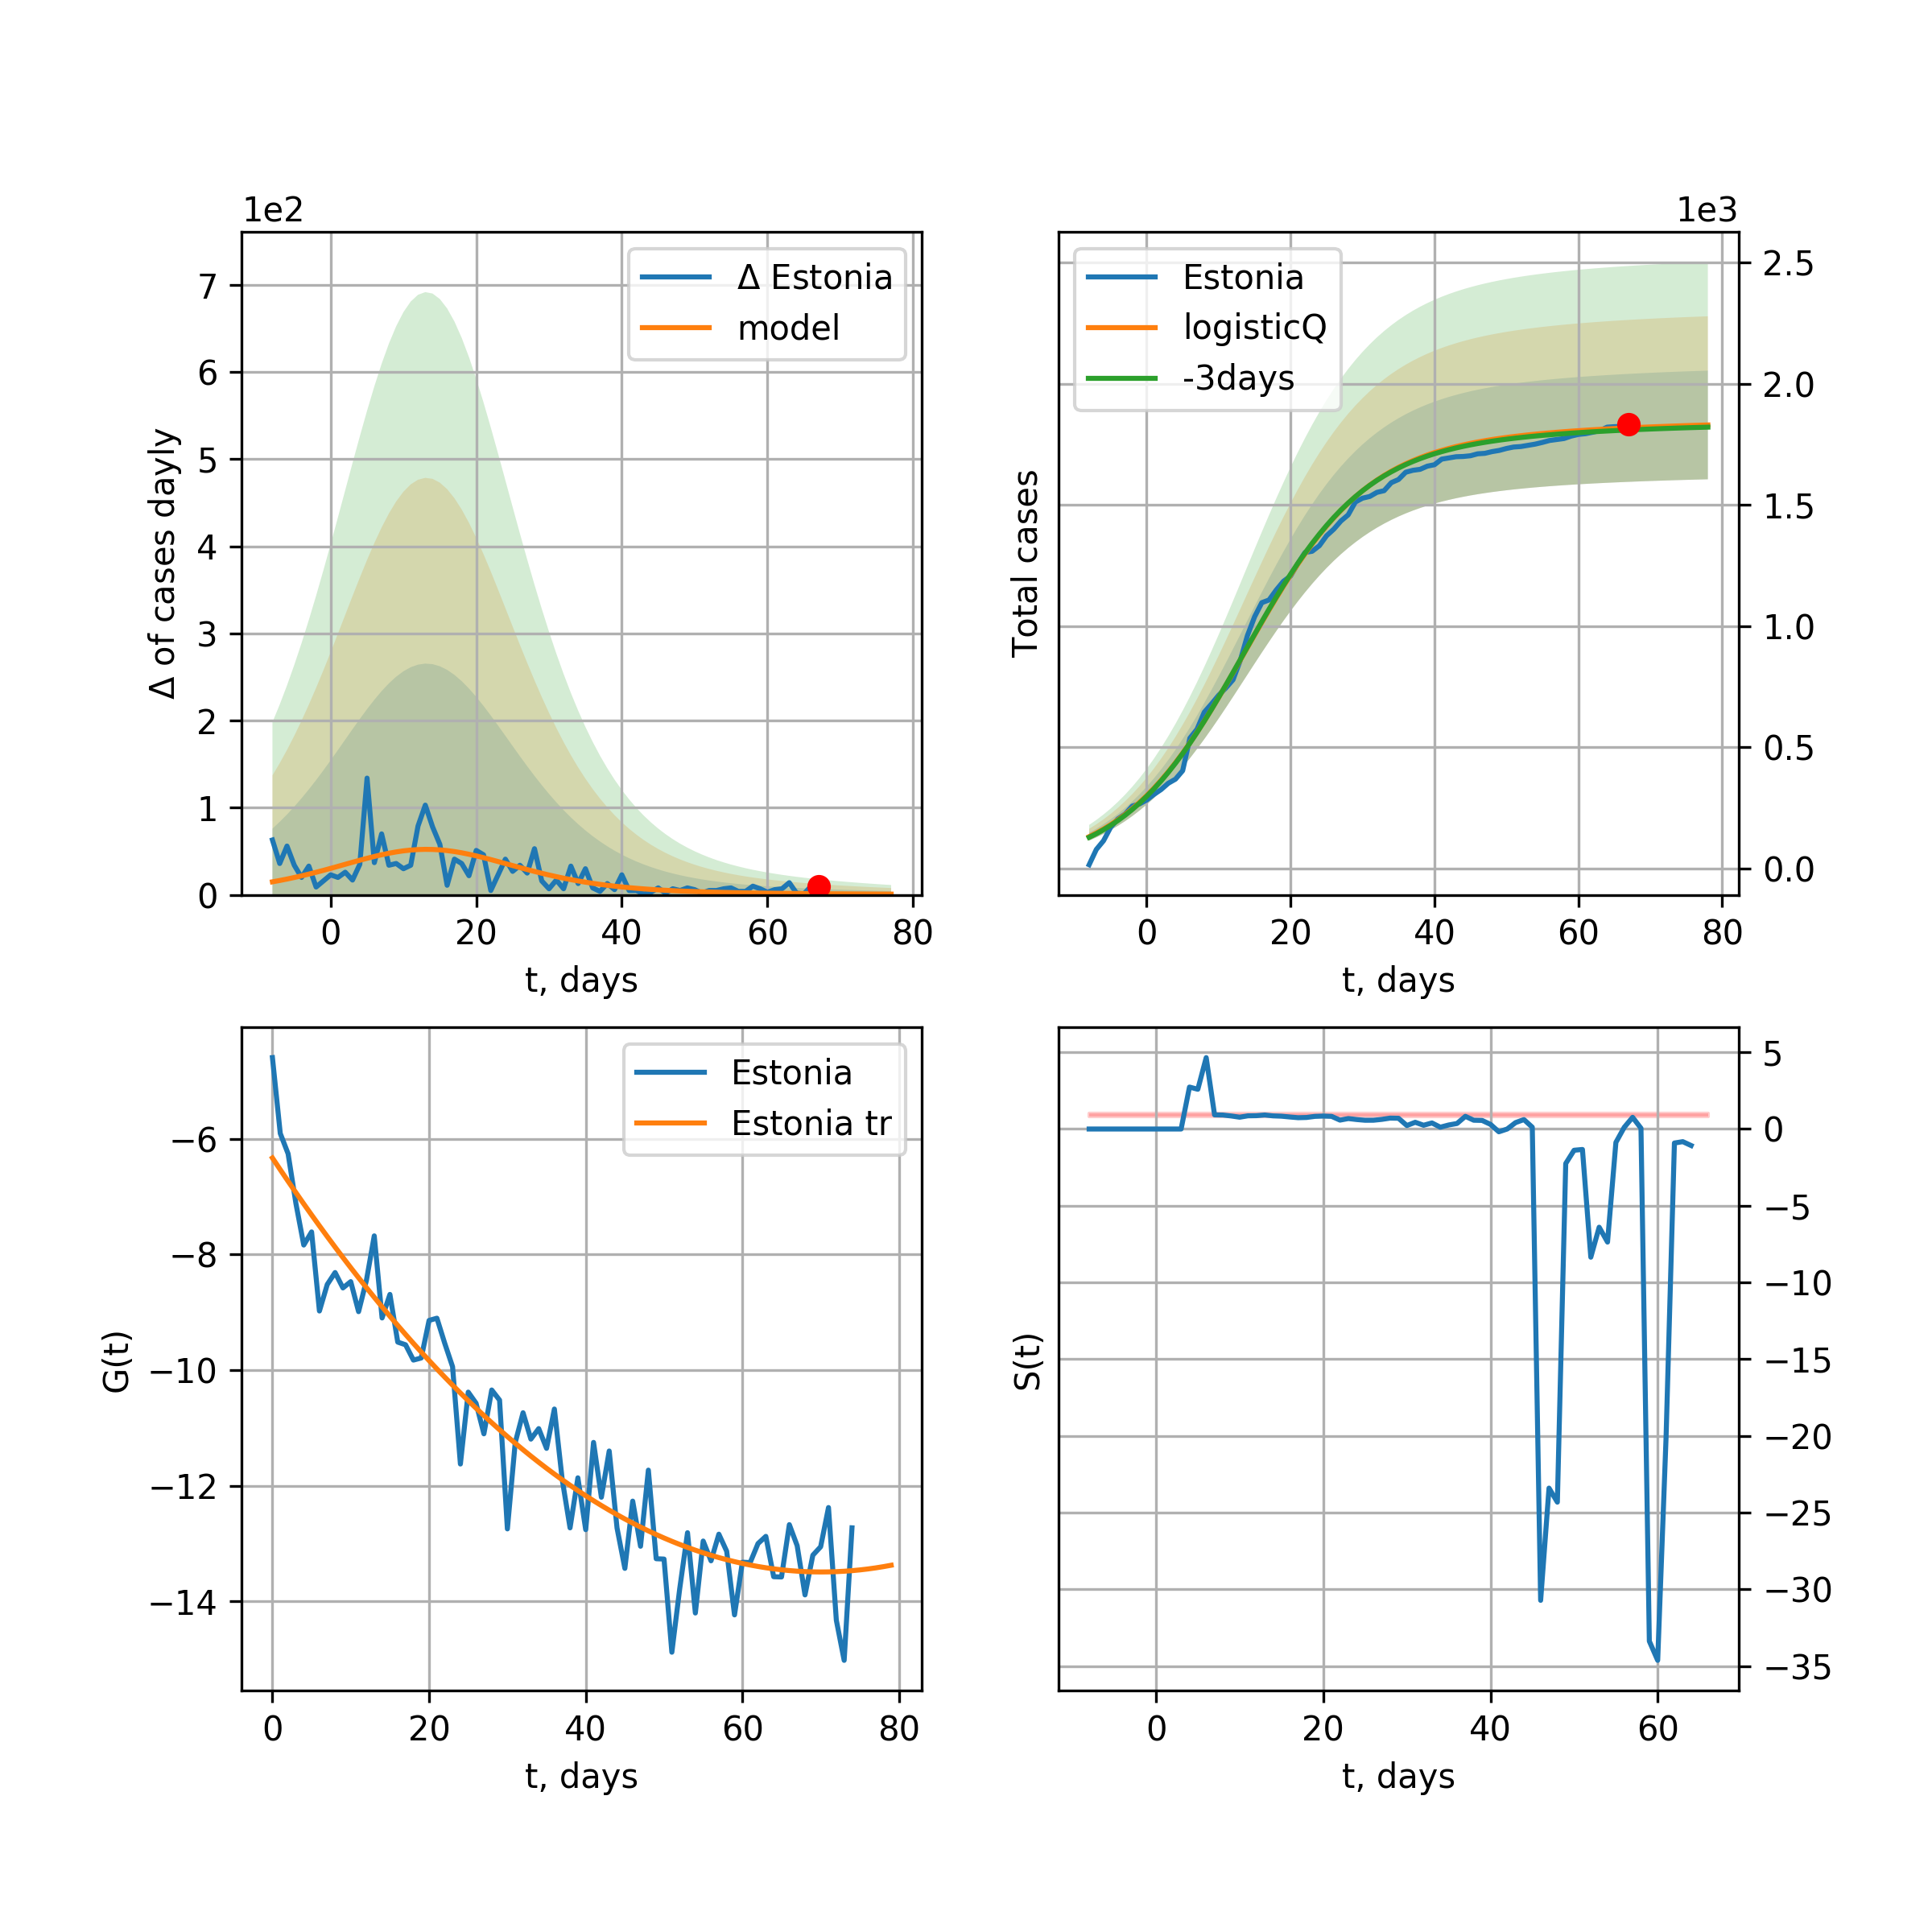 1e2
Δ of cases dayly
7
6
5
4
3
2
1
0
0 20 40 60 80
t, days
Δ Estonia
model
1e3
Total cases
2.5
2.0
1.5
1.0
0.5
0.0
0 20 40 60 80
t, days
Estonia
logisticQ
-3days
G(t)
−6
−8
−10
−12
−14
0 20 40 60 80
t, days
Estonia
Estonia tr
S(t)
5
0
−5
−10
−15
−20
−25
−30
−35
0 20 40 60
t, days